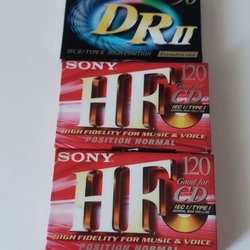 90
DR II
IEC II / TYPE II HIGH POSITION
SONY
120
HF
Good for
CD
IEC I / TYPE I
HIGH FIDELITY FOR MUSIC & VOICE
POSITION NORMAL
SONY
120
HF
Good for
CD
IEC I / TYPE I
HIGH FIDELITY FOR MUSIC & VOICE
POSITION NORMAL